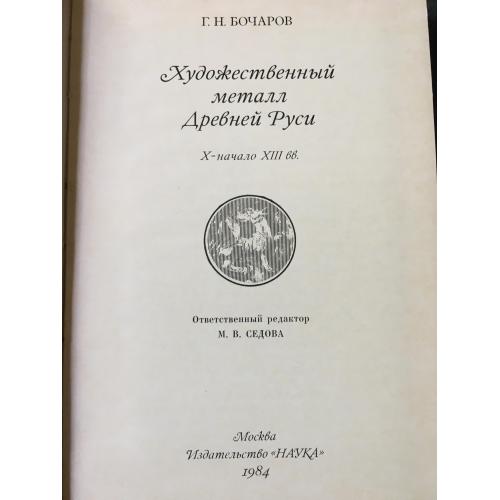 Г. Н. БОЧАРОВ
Художественный
металл
Древней Руси
X–начало XIII вв.
Ответственный редактор
М. В. СЕДОВА
Москва
Издательство «НАУКА»
1984